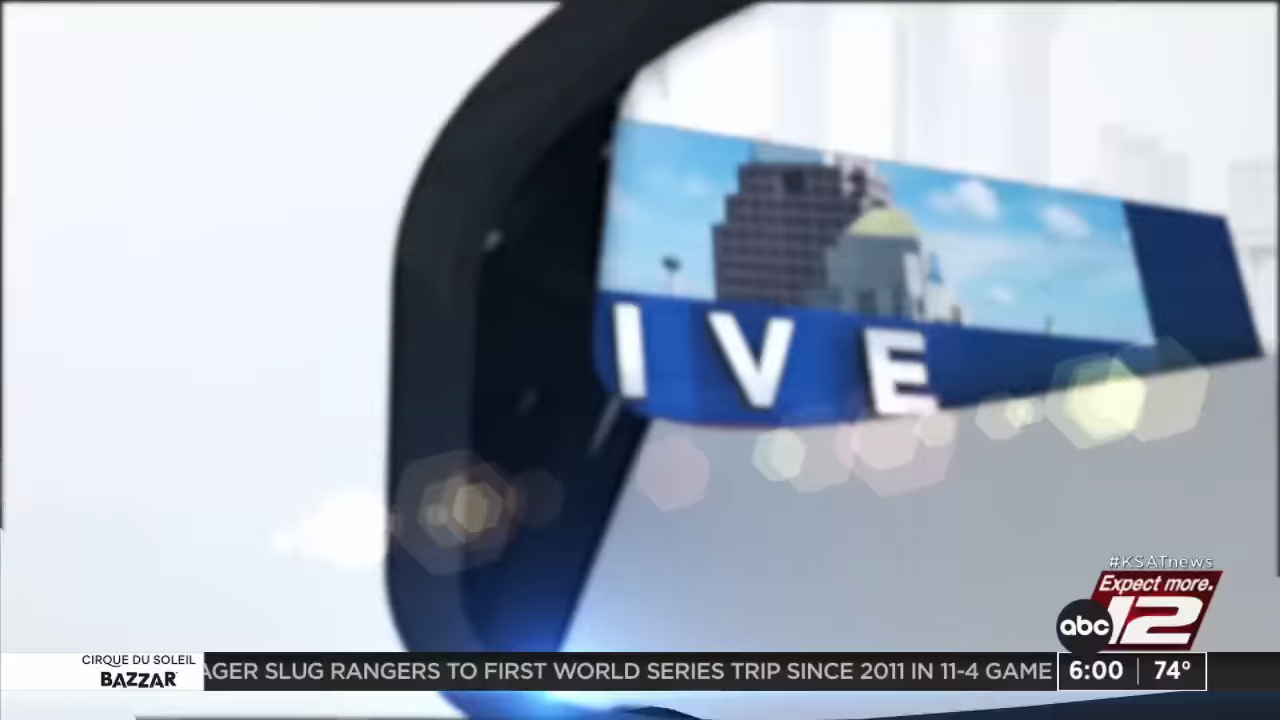 IVE
#KSATnews
Expect more.
abc 12
CIRQUE DU SOLEIL
BAZZAR
AGER SLUG RANGERS TO FIRST WORLD SERIES TRIP SINCE 2011 IN 11-4 GAME
6:00 74°